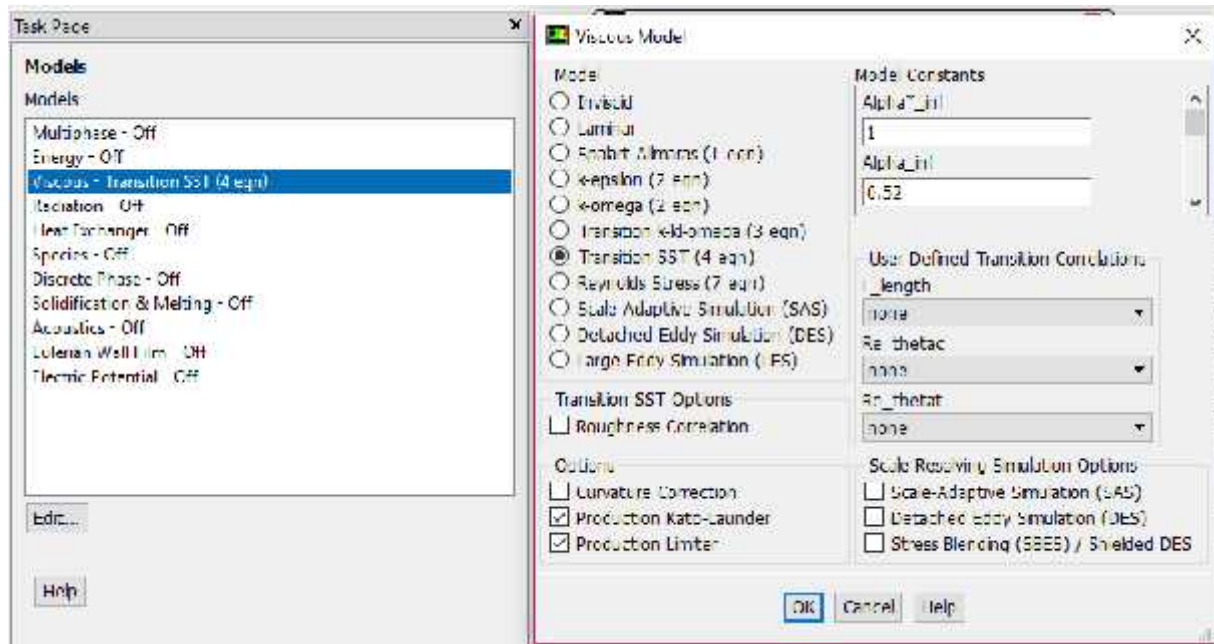 Task Page
Models
Models
Multiphase - Off
Energy - Off
Viscous - Transition SST (4 eqn)
Radiation - Off
Heat Exchanger - Off
Species - Off
Discrete Phase - Off
Solidification & Melting - Off
Acoustics - Off
Eulerian Wall Film - Off
Electric Potential - Off
Edit...
Help
Viscous Model
Model
Inviscid
Laminar
Spalart-Allmaras (1 eqn)
k-epsilon (2 eqn)
k-omega (2 eqn)
Transition k-kl-omega (3 eqn)
Transition SST (4 eqn)
Reynolds Stress (7 eqn)
Scale-Adaptive Simulation (SAS)
Detached Eddy Simulation (DES)
Large Eddy Simulation (LES)
Transition SST Options
Roughness Correlation
Options
Curvature Correction
Production Kato-Launder
Production Limiter
Model Constants
Alpha*_inf
1
Alpha_inf
0.52
User Defined Transition Correlations
F_length
none
Re_thetac
none
Re_thetat
none
Scale Resolving Simulation Options
Scale-Adaptive Simulation (SAS)
Detached Eddy Simulation (DES)
Stress Blending (SBES) / Shielded DES
OK
Cancel
Help